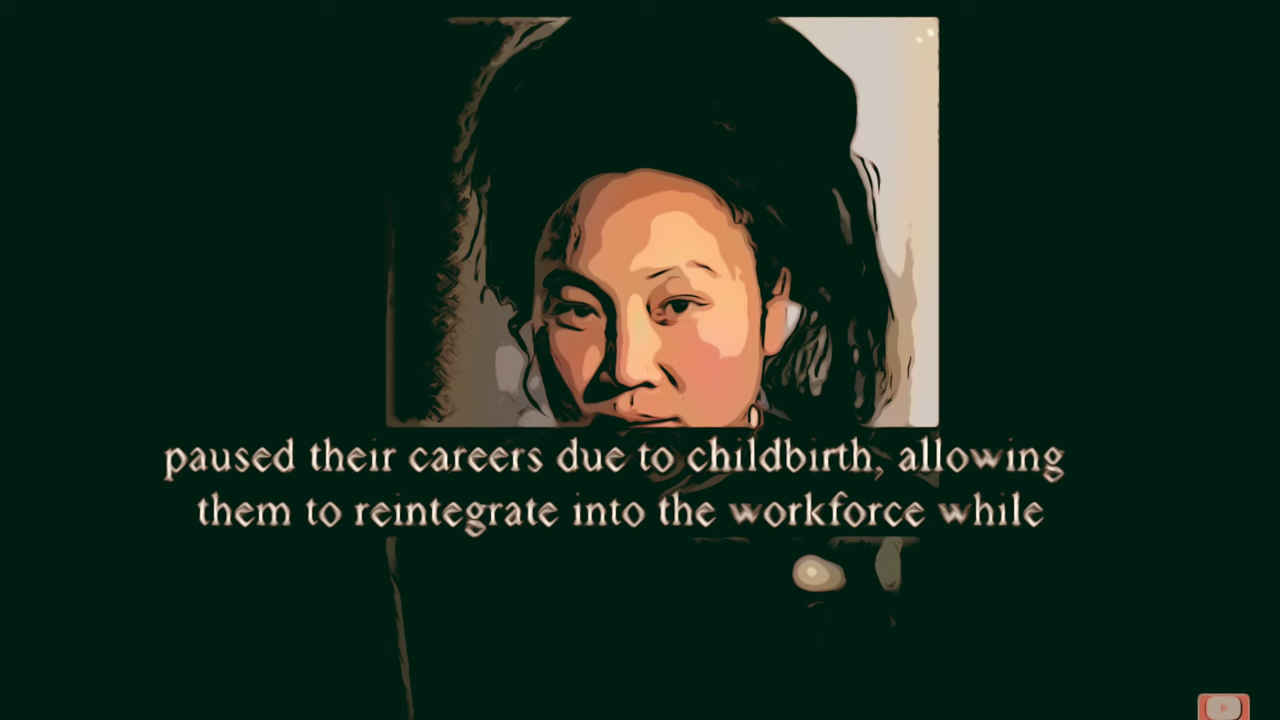 paused their careers due to childbirth, allowing
them to reintegrate into the workforce while